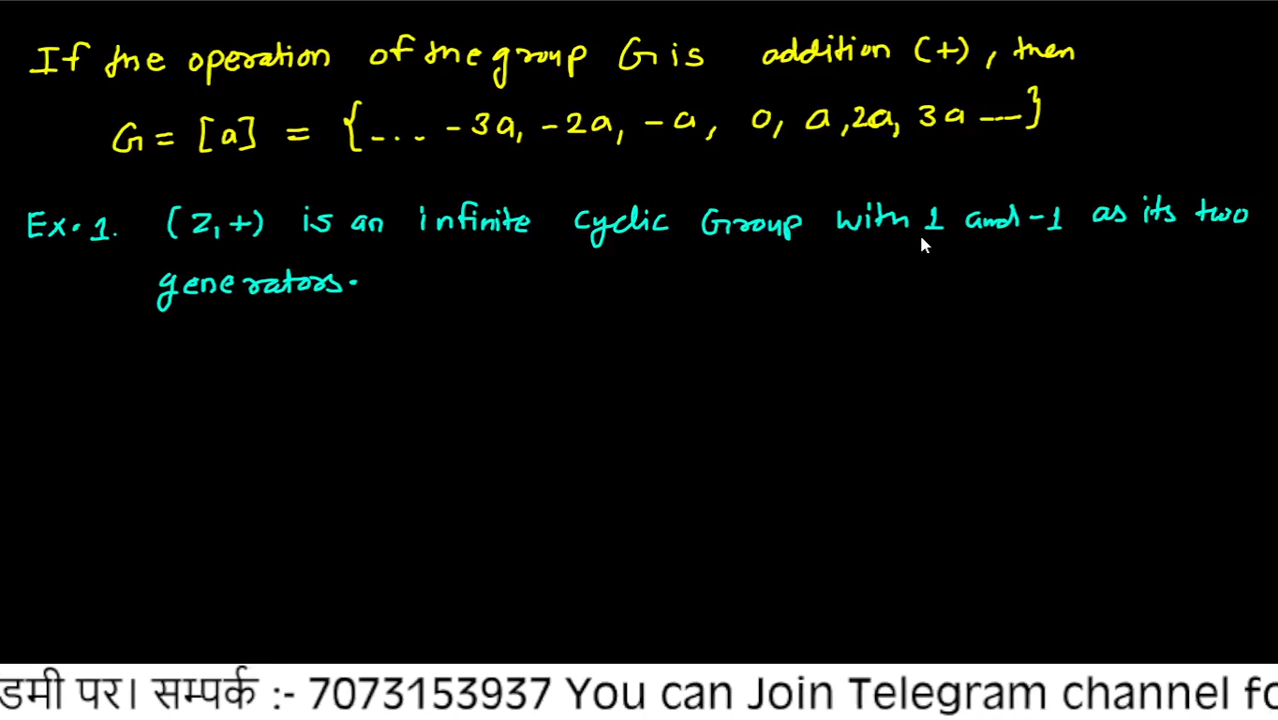 If the operation of the group G is addition (+), then
G = [a] = {... -3a, -2a, -a, 0, a, 2a, 3a ---}
Ex. 1. (Z, +) is an infinite cyclic Group with 1 and -1 as its two
generators.
डमी पर। सम्पर्क :- 7073153937 You can Join Telegram channel fo